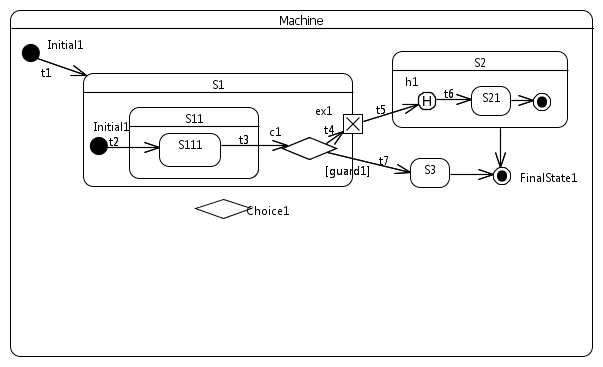 Machine
Initial1
t1
S1
S2
h1
ex1
t5
t6
S21
H
Initial1
t2
S11
S111
t3
c1
t4
t7
[guard1]
S3
FinalState1
Choice1